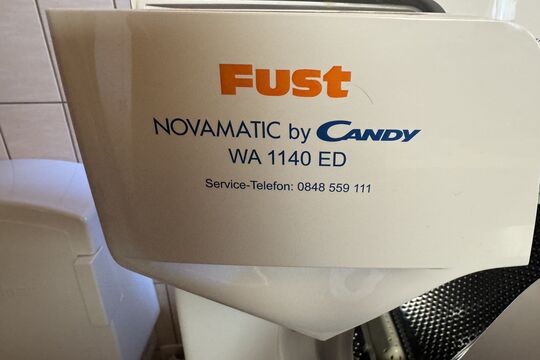 FUST
NOVAMATIC by CANDY
WA 1140 ED
Service-Telefon: 0848 559 111